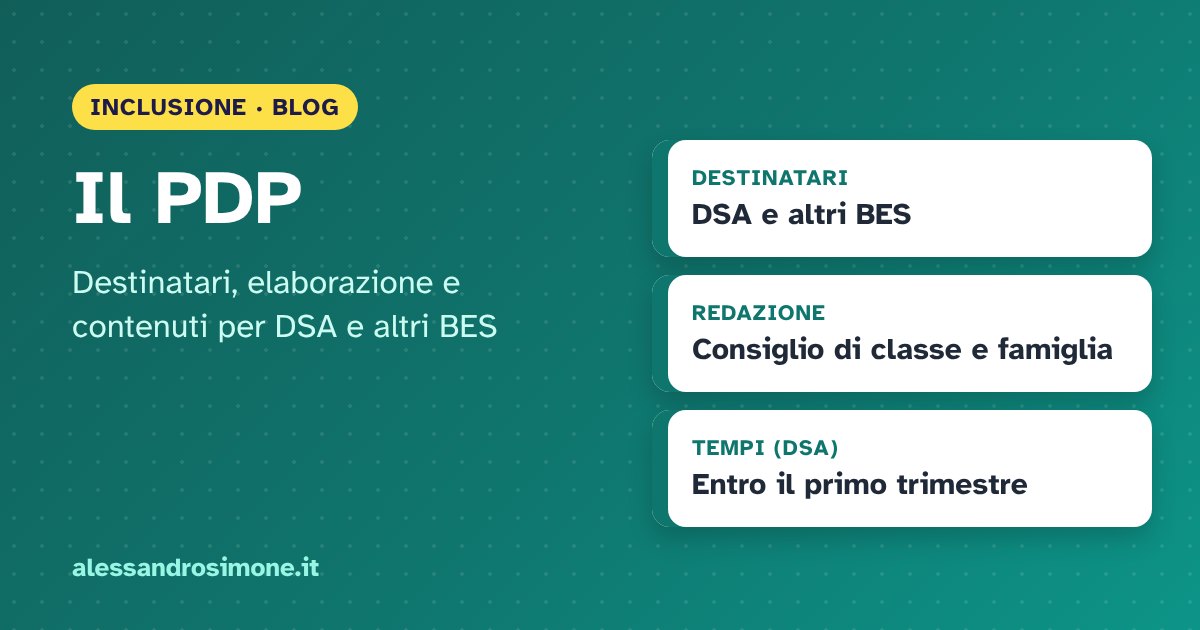 INCLUSIONE · BLOG
Il PDP
Destinatari, elaborazione e
contenuti per DSA e altri BES
alessandrosimone.it
DESTINATARI
DSA e altri BES
REDAZIONE
Consiglio di classe e famiglia
TEMPI (DSA)
Entro il primo trimestre